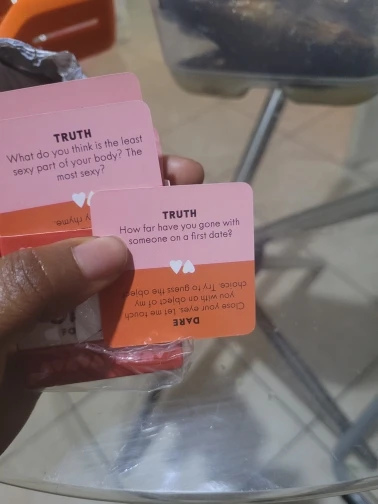 TRUTH
What do you think is the least
sexy part of your body? The
most sexy?
rhyme.
TRUTH
How far have you gone with
someone on a first date?
DARE
Close your eyes. Let me touch
you with an object of my
choice. Try to guess the object